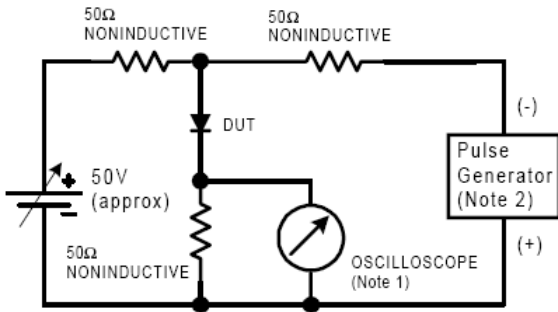 50Ω
NONINDUCTIVE
50Ω
NONINDUCTIVE
(-)
DUT
+
50V
(approx)
-
Pulse
Generator
(Note 2)
50Ω
NONINDUCTIVE
(+)
OSCILLOSCOPE
(Note 1)